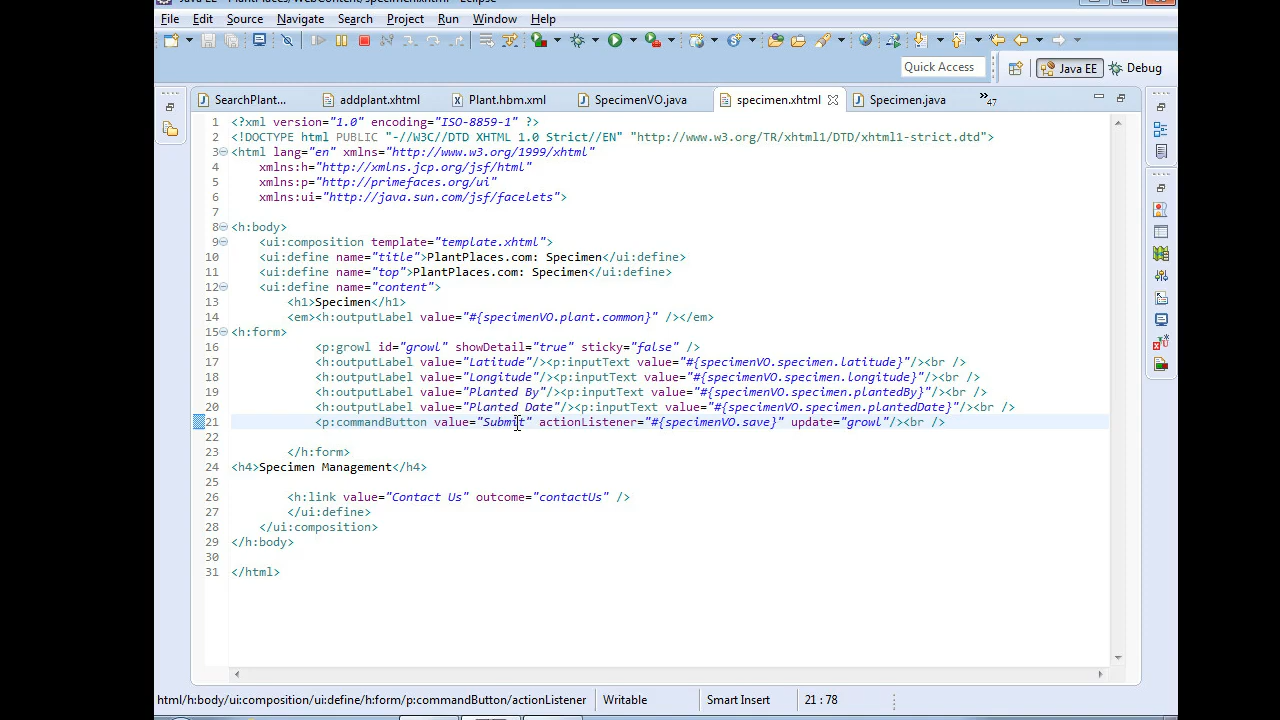 Java EE - PlantPlaces/WebContent/specimen.xhtml - Eclipse
File Edit Source Navigate Search Project Run Window Help
Quick Access
Java EE
Debug
SearchPlant... addplant.xhtml Plant.hbm.xml SpecimenVO.java specimen.xhtml Specimen.java »47
1 <?xml version="1.0" encoding="ISO-8859-1" ?>
2 <!DOCTYPE html PUBLIC "-//W3C//DTD XHTML 1.0 Strict//EN" "http://www.w3.org/TR/xhtml1/DTD/xhtml1-strict.dtd">
3 <html lang="en" xmlns="http://www.w3.org/1999/xhtml"
4 xmlns:h="http://xmlns.jcp.org/jsf/html"
5 xmlns:p="http://primefaces.org/ui"
6 xmlns:ui="http://java.sun.com/jsf/facelets">
7
8 <h:body>
9 <ui:composition template="template.xhtml">
10 <ui:define name="title">PlantPlaces.com: Specimen</ui:define>
11 <ui:define name="top">PlantPlaces.com: Specimen</ui:define>
12 <ui:define name="content">
13 <h1>Specimen</h1>
14 <em><h:outputLabel value="#{specimenVO.plant.common}" /></em>
15 <h:form>
16 <p:growl id="growl" showDetail="true" sticky="false" />
17 <h:outputLabel value="Latitude"/><p:inputText value="#{specimenVO.specimen.latitude}"/><br />
18 <h:outputLabel value="Longitude"/><p:inputText value="#{specimenVO.specimen.longitude}"/><br />
19 <h:outputLabel value="Planted By"/><p:inputText value="#{specimenVO.specimen.plantedBy}"/><br />
20 <h:outputLabel value="Planted Date"/><p:inputText value="#{specimenVO.specimen.plantedDate}"/><br />
21 <p:commandButton value="Submit" actionListener="#{specimenVO.save}" update="growl"/><br />
22
23 </h:form>
24 <h4>Specimen Management</h4>
25
26 <h:link value="Contact Us" outcome="contactUs" />
27 </ui:define>
28 </ui:composition>
29 </h:body>
30
31 </html>
html/h:body/ui:composition/ui:define/h:form/p:commandButton/actionListener Writable Smart Insert 21 : 78